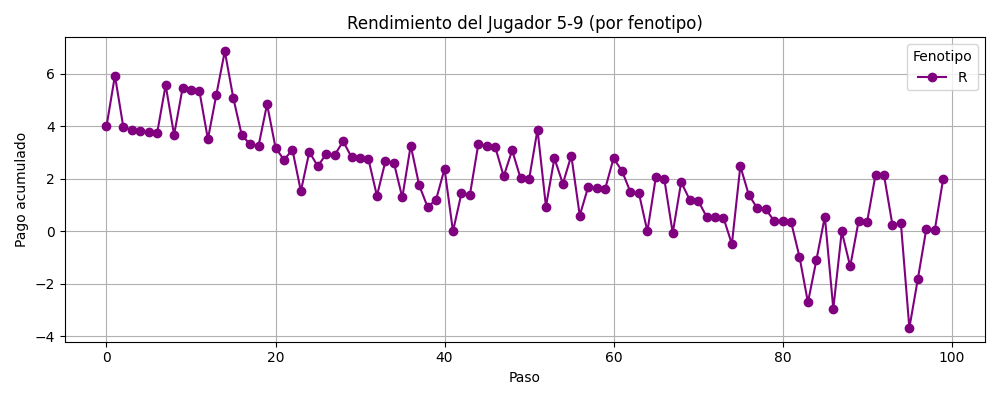 Rendimiento del Jugador 5-9 (por fenotipo)
Pago acumulado
6
4
2
0
−2
−4
0 20 40 60 80 100
Paso
Fenotipo
R